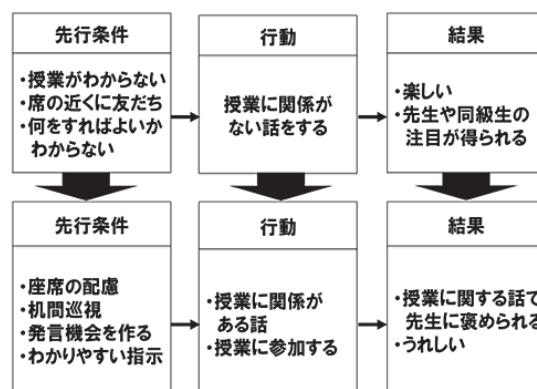 先行条件
・授業がわからない
・席の近くに友だち
・何をすればよいか
わからない
行動
授業に関係が
ない話をする
結果
・楽しい
・先生や同級生の
注目が得られる
先行条件
・座席の配慮
・机間巡視
・発言機会を作る
・わかりやすい指示
行動
・授業に関係が
ある話
・授業に参加する
結果
・授業に関する話で
先生に褒められる
・うれしい